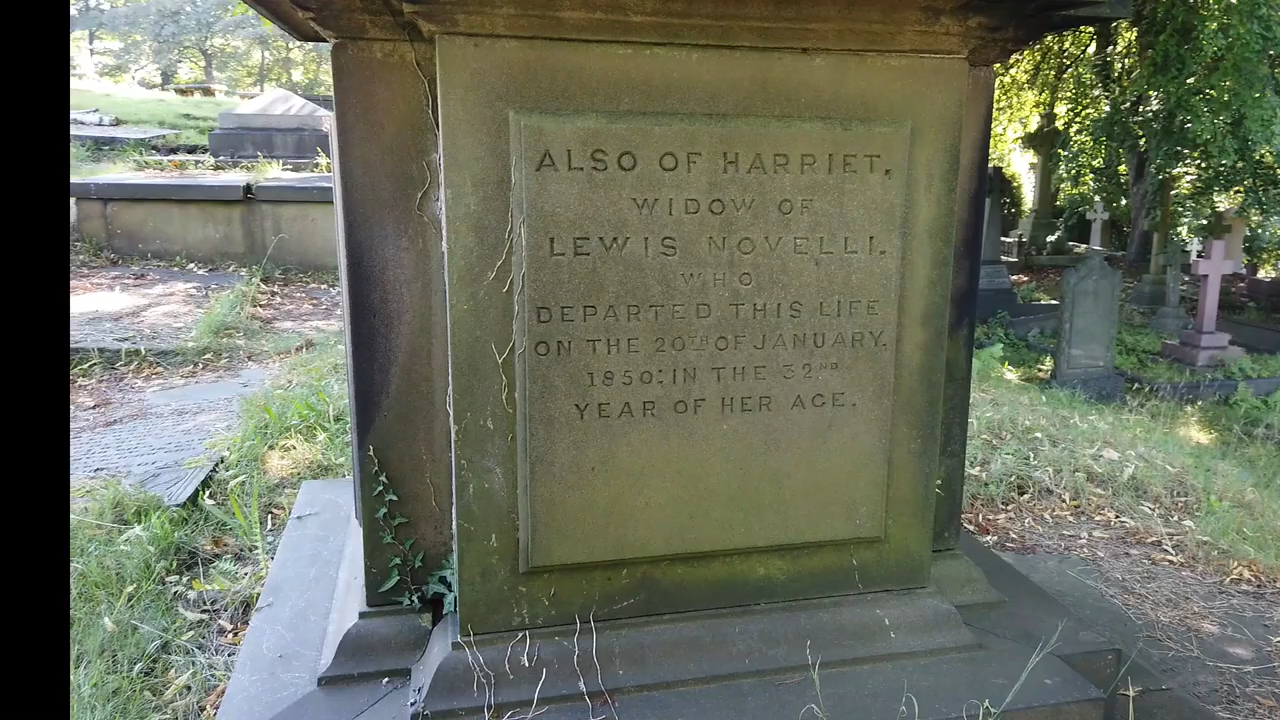 ALSO OF HARRIET,
WIDOW OF
LEWIS NOVELLI.
WHO
DEPARTED THIS LIFE
ON THE 20TH OF JANUARY.
1850: IN THE 32ND
YEAR OF HER AGE.